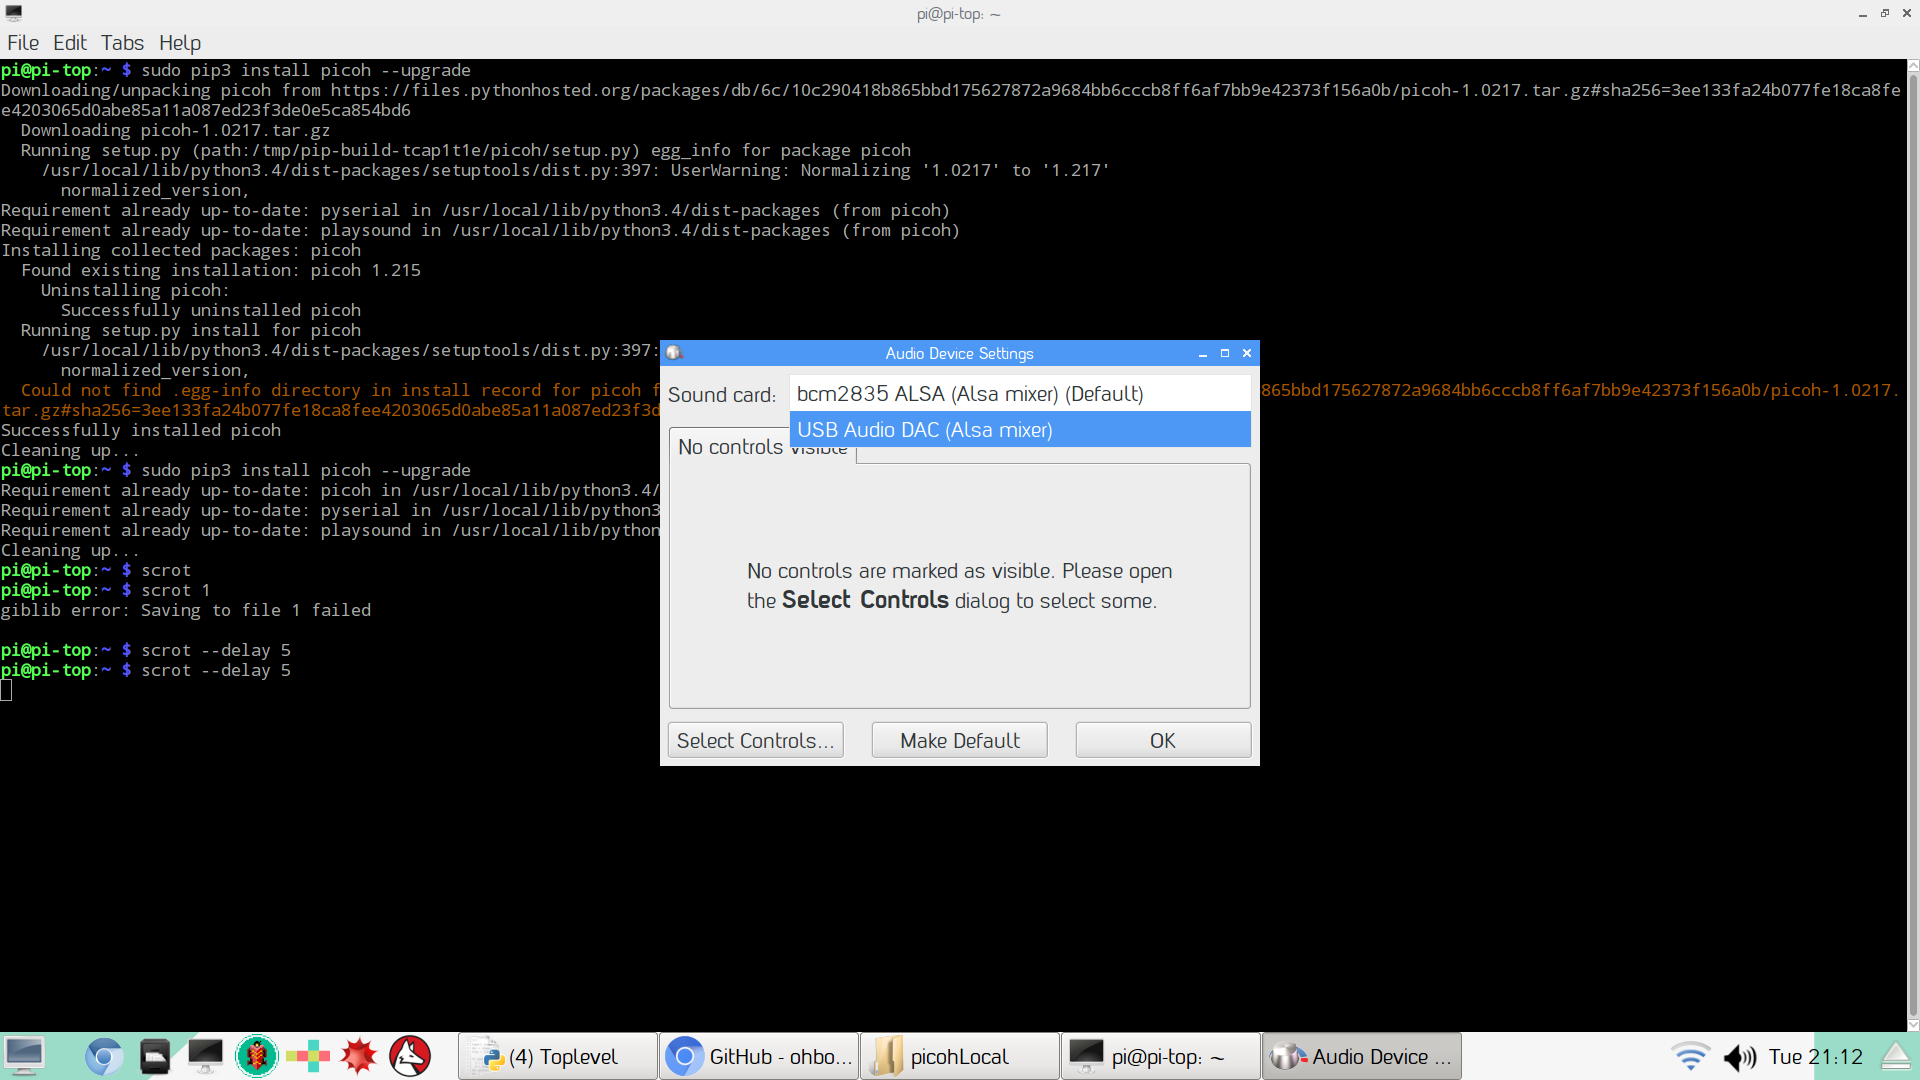 pi@pi-top: ~
File Edit Tabs Help
pi@pi-top:~ $ sudo pip3 install picoh --upgrade
Downloading/unpacking picoh from https://files.pythonhosted.org/packages/db/6c/10c290418b865bbd175627872a9684bb6cccb8ff6af7bb9e42373f156a0b/picoh-1.0217.tar.gz#sha256=3ee133fa24b077fe18ca8fe
e4203065d0abe85a11a087ed23f3de0e5ca854bd6
Downloading picoh-1.0217.tar.gz
Running setup.py (path:/tmp/pip-build-tcap1t1e/picoh/setup.py) egg_info for package picoh
/usr/local/lib/python3.4/dist-packages/setuptools/dist.py:397: UserWarning: Normalizing '1.0217' to '1.217'
normalized_version,
Requirement already up-to-date: pyserial in /usr/local/lib/python3.4/dist-packages (from picoh)
Requirement already up-to-date: playsound in /usr/local/lib/python3.4/dist-packages (from picoh)
Installing collected packages: picoh
Found existing installation: picoh 1.215
Uninstalling picoh:
Successfully uninstalled picoh
Running setup.py install for picoh
/usr/local/lib/python3.4/dist-packages/setuptools/dist.py:397:
normalized_version,
Could not find .egg-info directory in install record for picoh f
865bbd175627872a9684bb6cccb8ff6af7bb9e42373f156a0b/picoh-1.0217.
tar.gz#sha256=3ee133fa24b077fe18ca8fee4203065d0abe85a11a087ed23f3d
Successfully installed picoh
Cleaning up...
pi@pi-top:~ $ sudo pip3 install picoh --upgrade
Requirement already up-to-date: picoh in /usr/local/lib/python3.4/
Requirement already up-to-date: pyserial in /usr/local/lib/python3
Requirement already up-to-date: playsound in /usr/local/lib/python
Cleaning up...
pi@pi-top:~ $ scrot
pi@pi-top:~ $ scrot 1
giblib error: Saving to file 1 failed
pi@pi-top:~ $ scrot --delay 5
pi@pi-top:~ $ scrot --delay 5
Audio Device Settings
Sound card: bcm2835 ALSA (Alsa mixer) (Default)
USB Audio DAC (Alsa mixer)
No controls visible
No controls are marked as visible. Please open
the Select Controls dialog to select some.
Select Controls... Make Default OK
(4) Toplevel GitHub - ohbo... picohLocal pi@pi-top: ~ Audio Device ... Tue 21:12